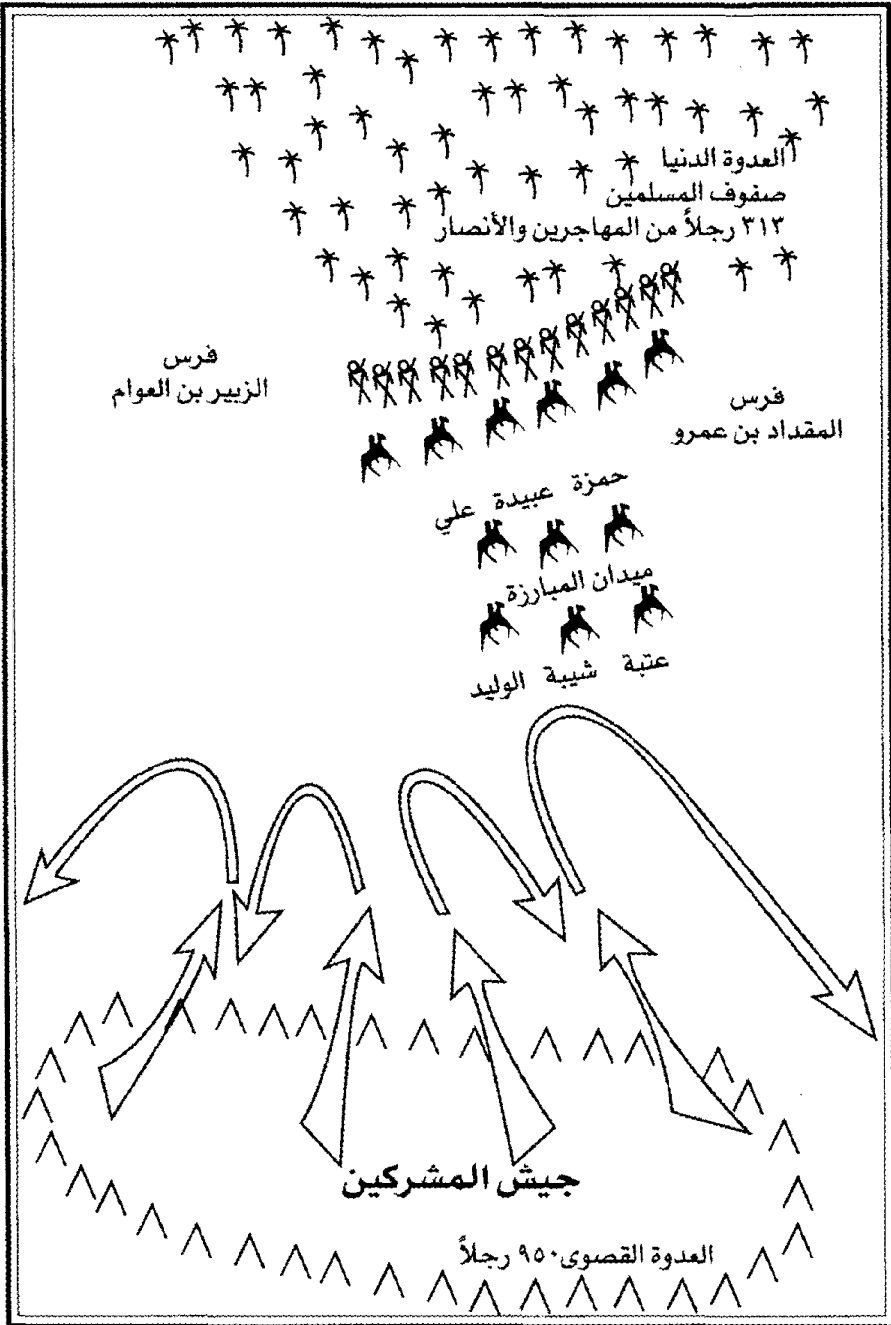 العدوة الدنيا
صفوف المسلمين
٣١٣ رجلاً من المهاجرين والأنصار
فرس
المقداد بن عمرو
فرس
الزبير بن العوام
حمزة عبيدة علي
ميدان المبارزة
عتبة شيبة الوليد
جيش المشركين
العدوة القصوى ٩٥٠ رجلاً